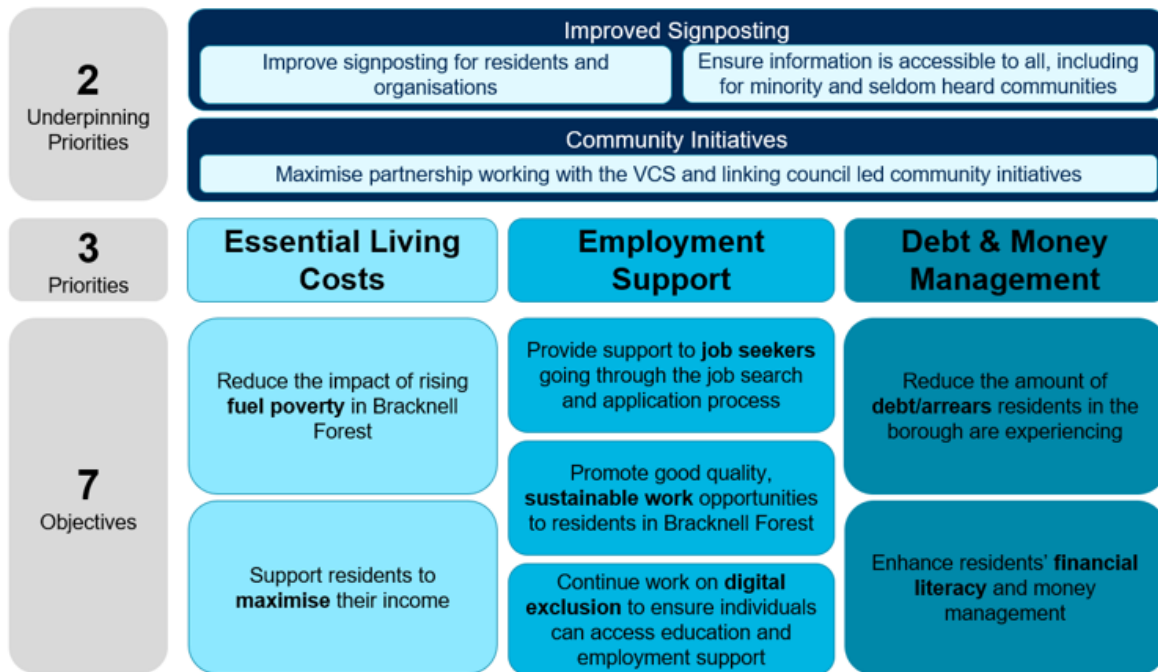 2
Underpinning
Priorities
Improved Signposting
Improve signposting for residents and
organisations
Ensure information is accessible to all, including
for minority and seldom heard communities
Community Initiatives
Maximise partnership working with the VCS and linking council led community initiatives
3
Priorities
Essential Living
Costs
Employment
Support
Debt & Money
Management
7
Objectives
Reduce the impact of rising
fuel poverty in Bracknell
Forest
Support residents to
maximise their income
Provide support to job seekers
going through the job search
and application process
Promote good quality,
sustainable work opportunities
to residents in Bracknell Forest
Continue work on digital
exclusion to ensure individuals
can access education and
employment support
Reduce the amount of
debt/arrears residents in the
borough are experiencing
Enhance residents' financial
literacy and money
management